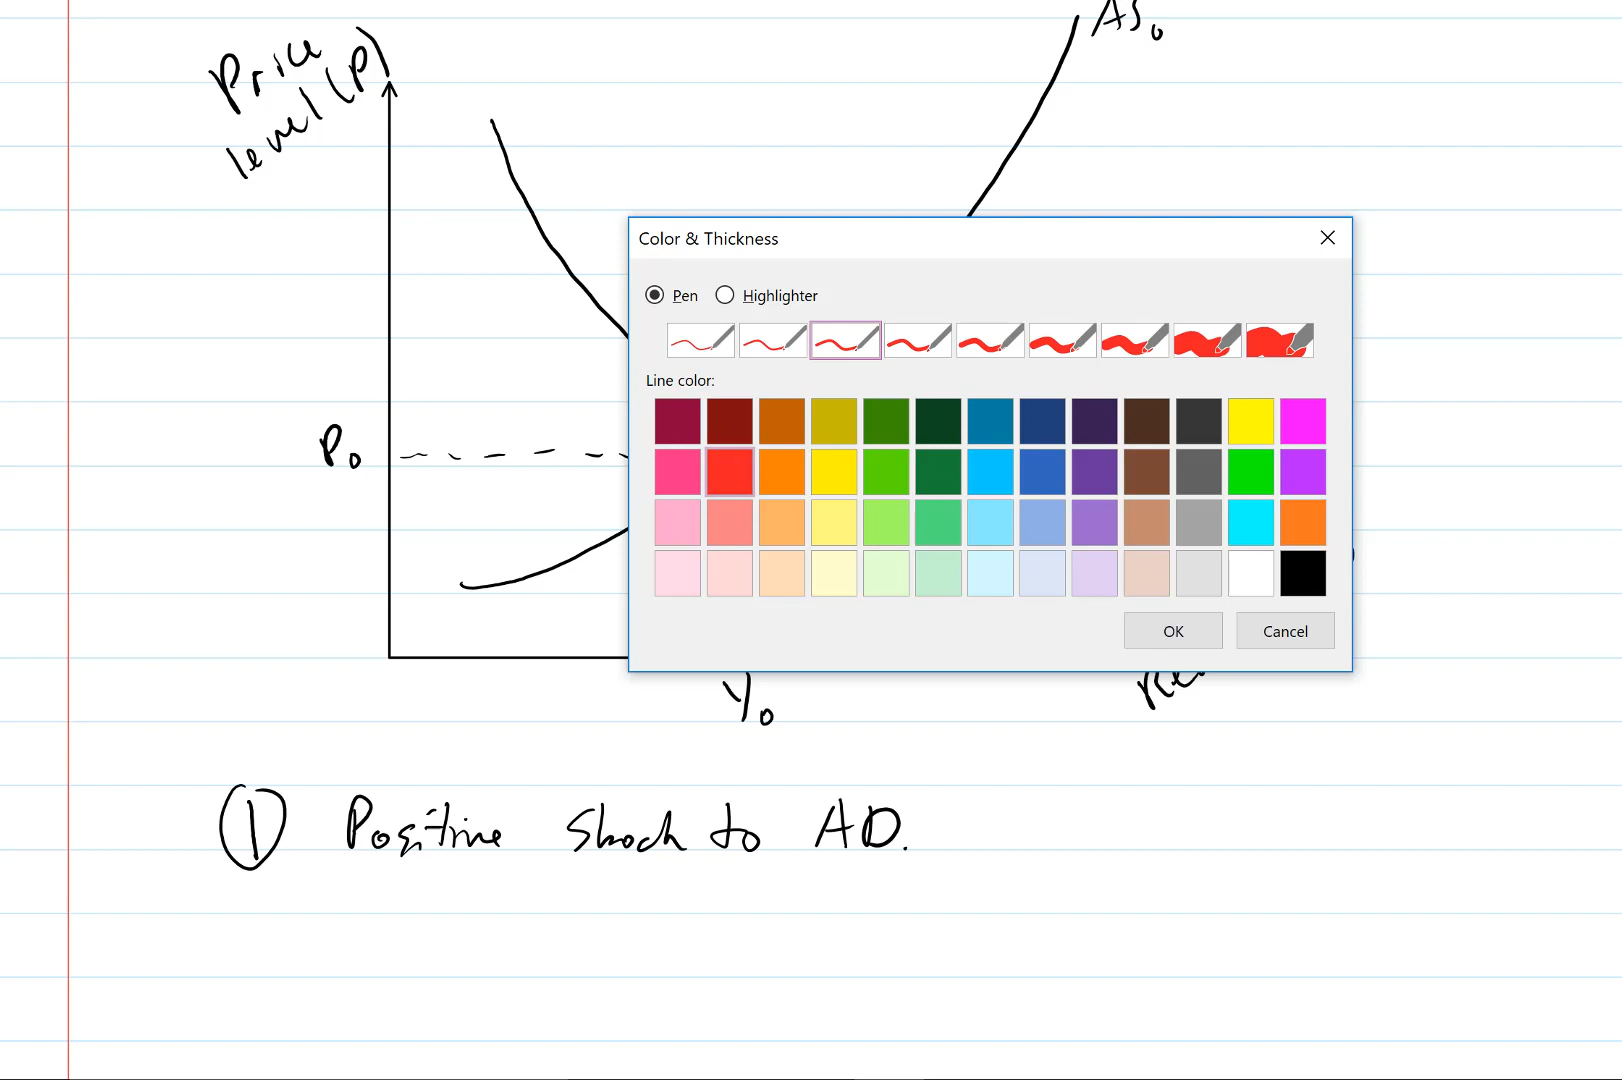 AS₀
Price
level (P)
Color & Thickness
Pen Highlighter
Line color:
P₀
OK Cancel
Y₀
① Positive Shock to AD.